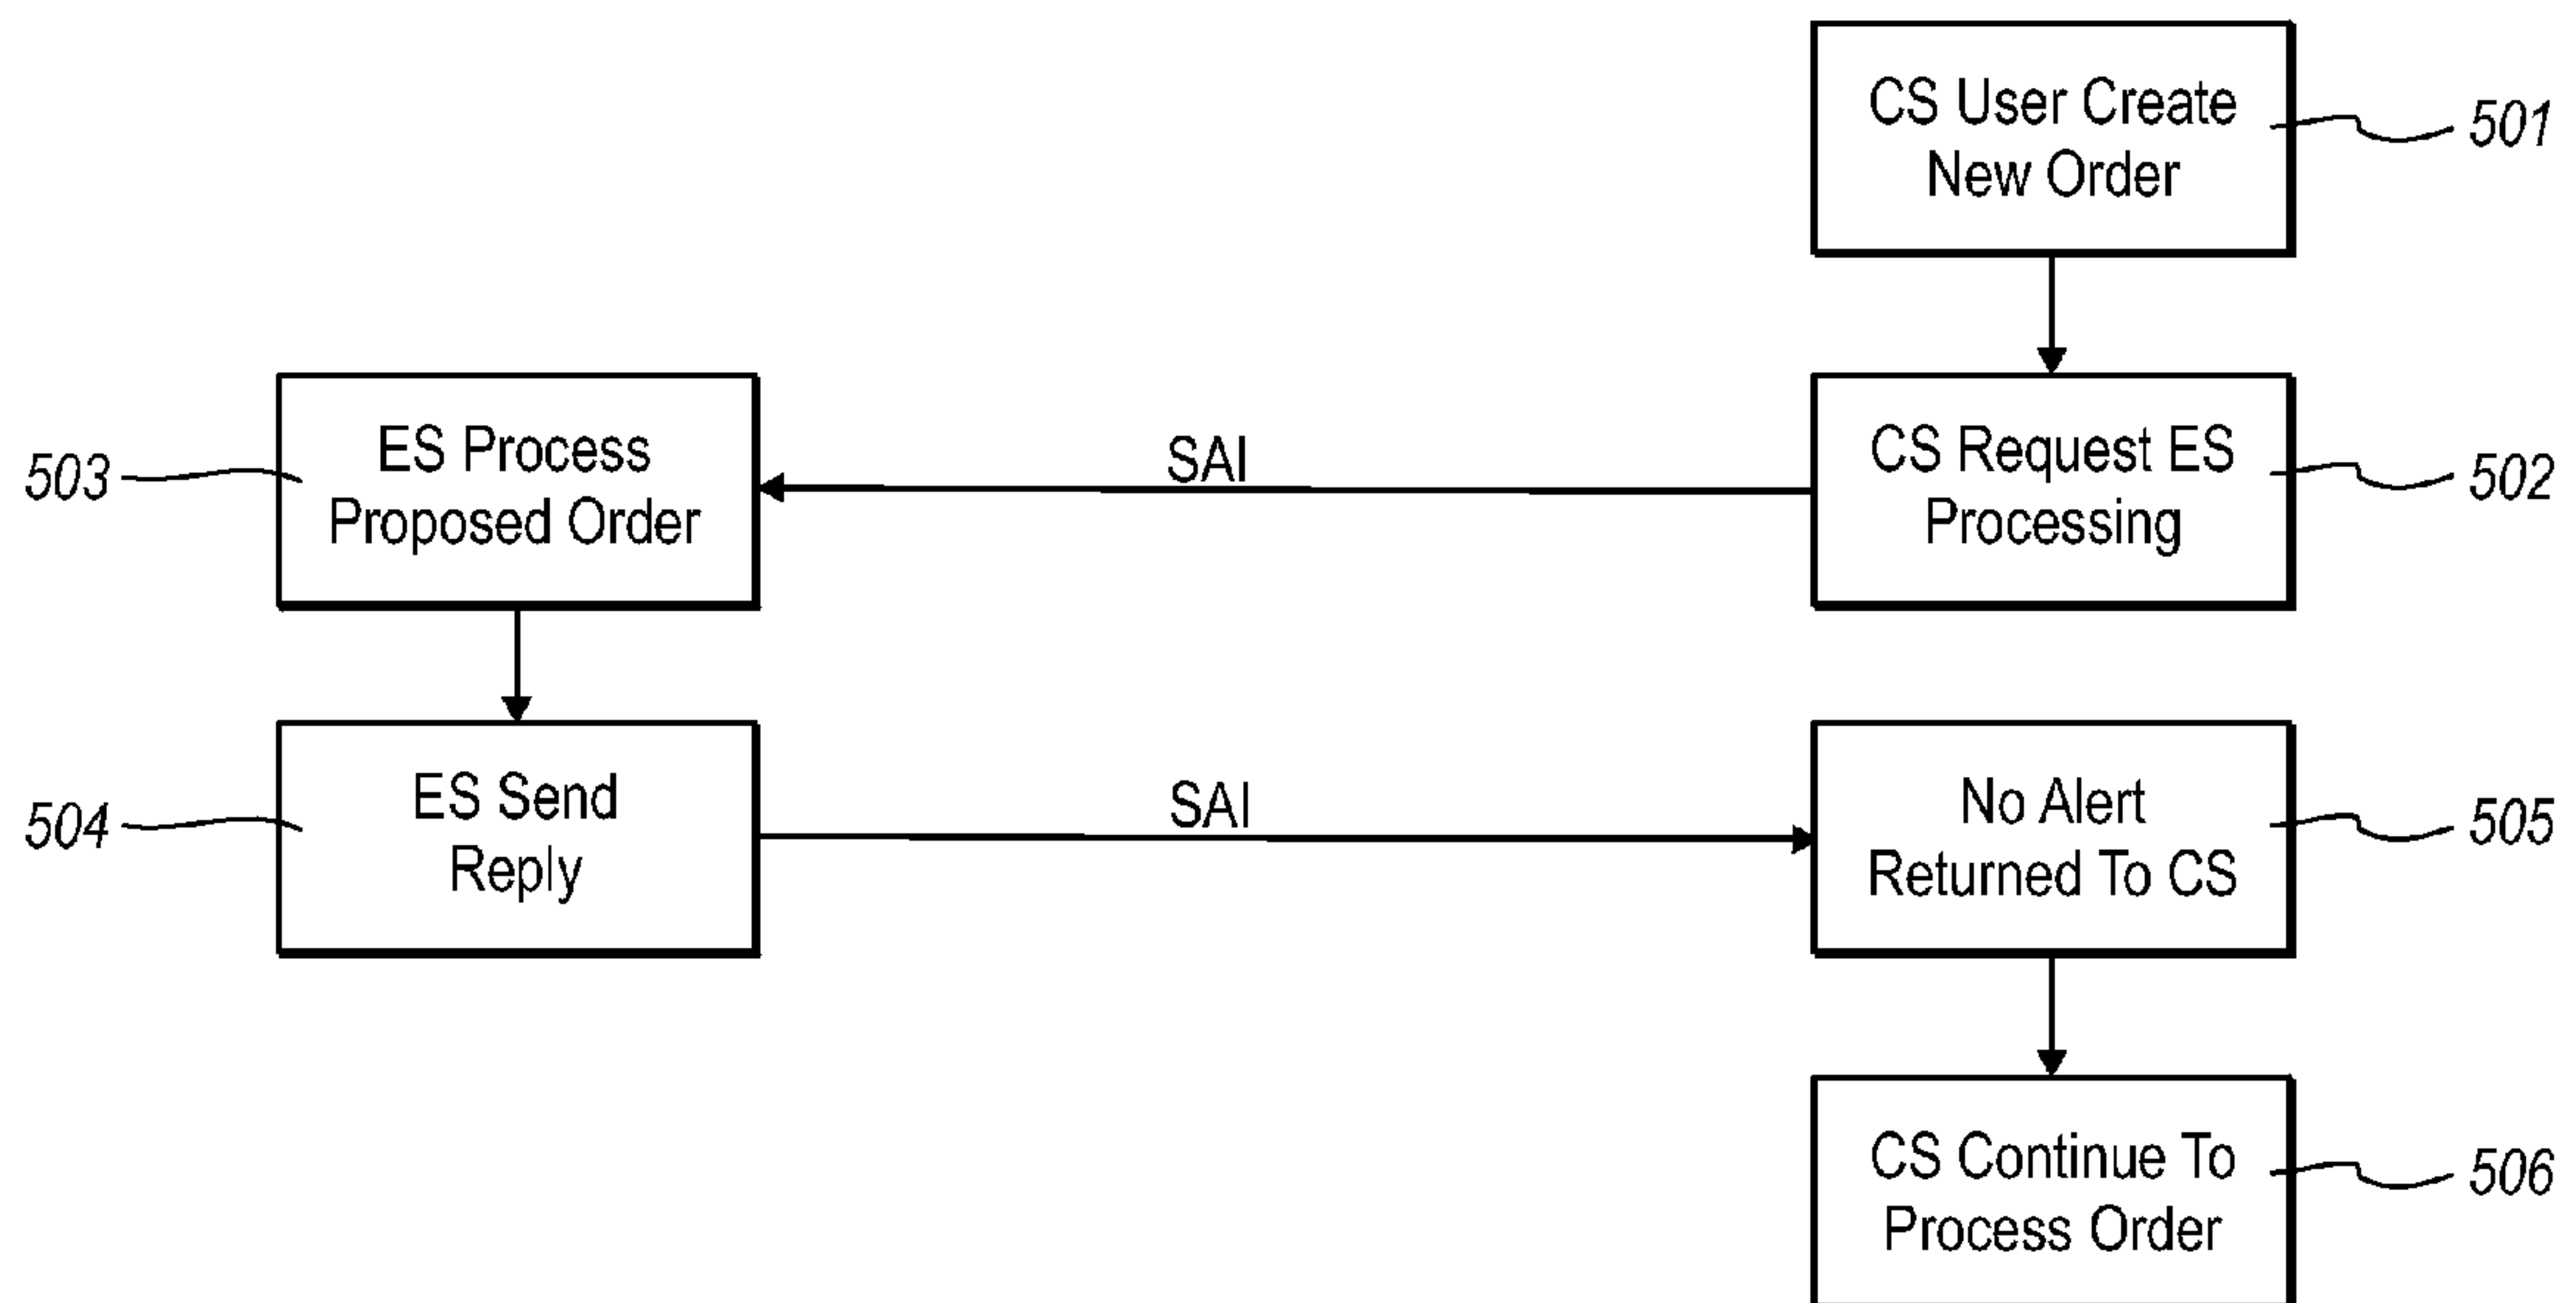 CS User Create
New Order
501
ES Process
Proposed Order
503
SAI
CS Request ES
Processing
502
ES Send
Reply
504
SAI
No Alert
Returned To CS
505
CS Continue To
Process Order
506